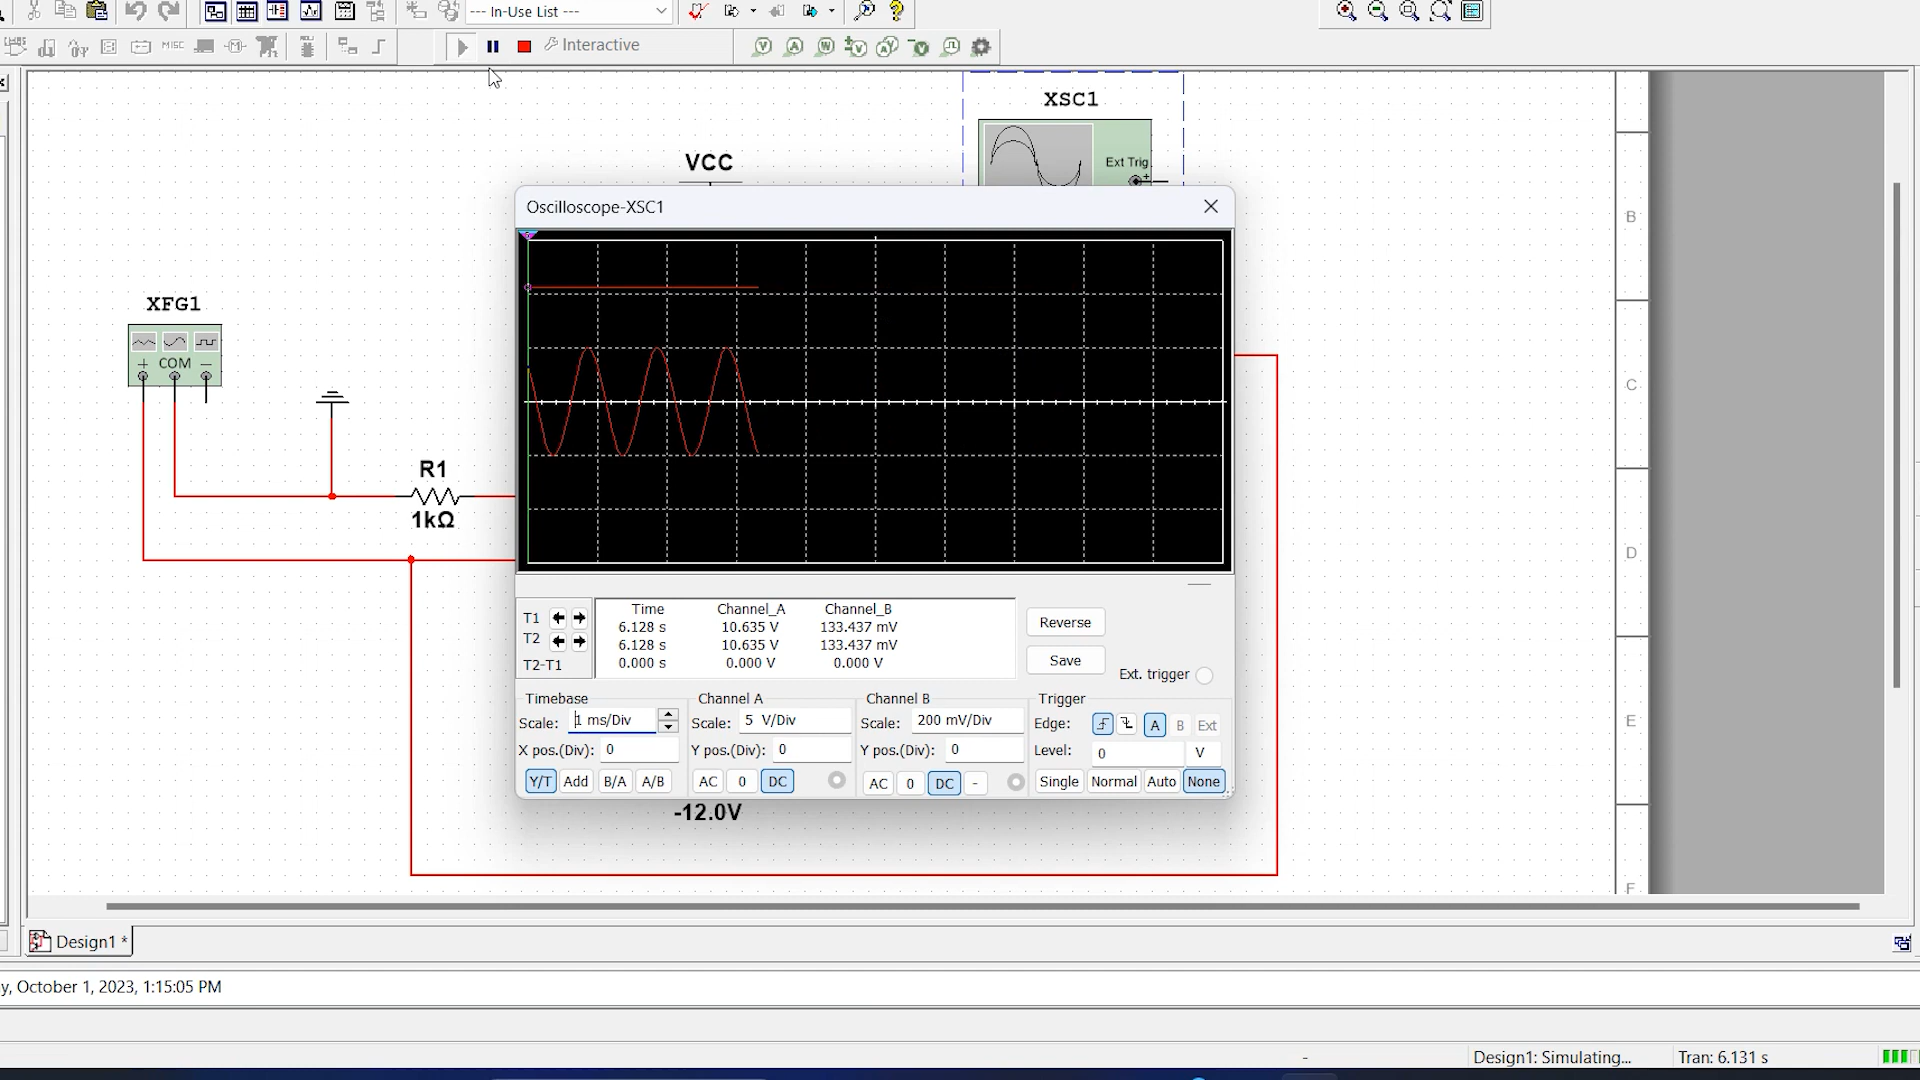 --- In-Use List ---
MISC
Interactive
XSC1
Ext Trig
VCC
Oscilloscope-XSC1
B
XFG1
COM
C
R1
1kΩ
D
Time Channel_A Channel_B
T1
6.128 s 10.635 V 133.437 mV
T2
6.128 s 10.635 V 133.437 mV
T2-T1
0.000 s 0.000 V 0.000 V
Reverse
Save
Ext. trigger
Timebase Channel A Channel B Trigger
Scale: 1 ms/Div Scale: 5 V/Div Scale: 200 mV/Div Edge: A B Ext
X pos.(Div): 0 Y pos.(Div): 0 Y pos.(Div): 0 Level: 0 V
Y/T Add B/A A/B AC 0 DC AC 0 DC - Single Normal Auto None
E
-12.0V
Design1 *
y, October 1, 2023, 1:15:05 PM
- Design1: Simulating... Tran: 6.131 s